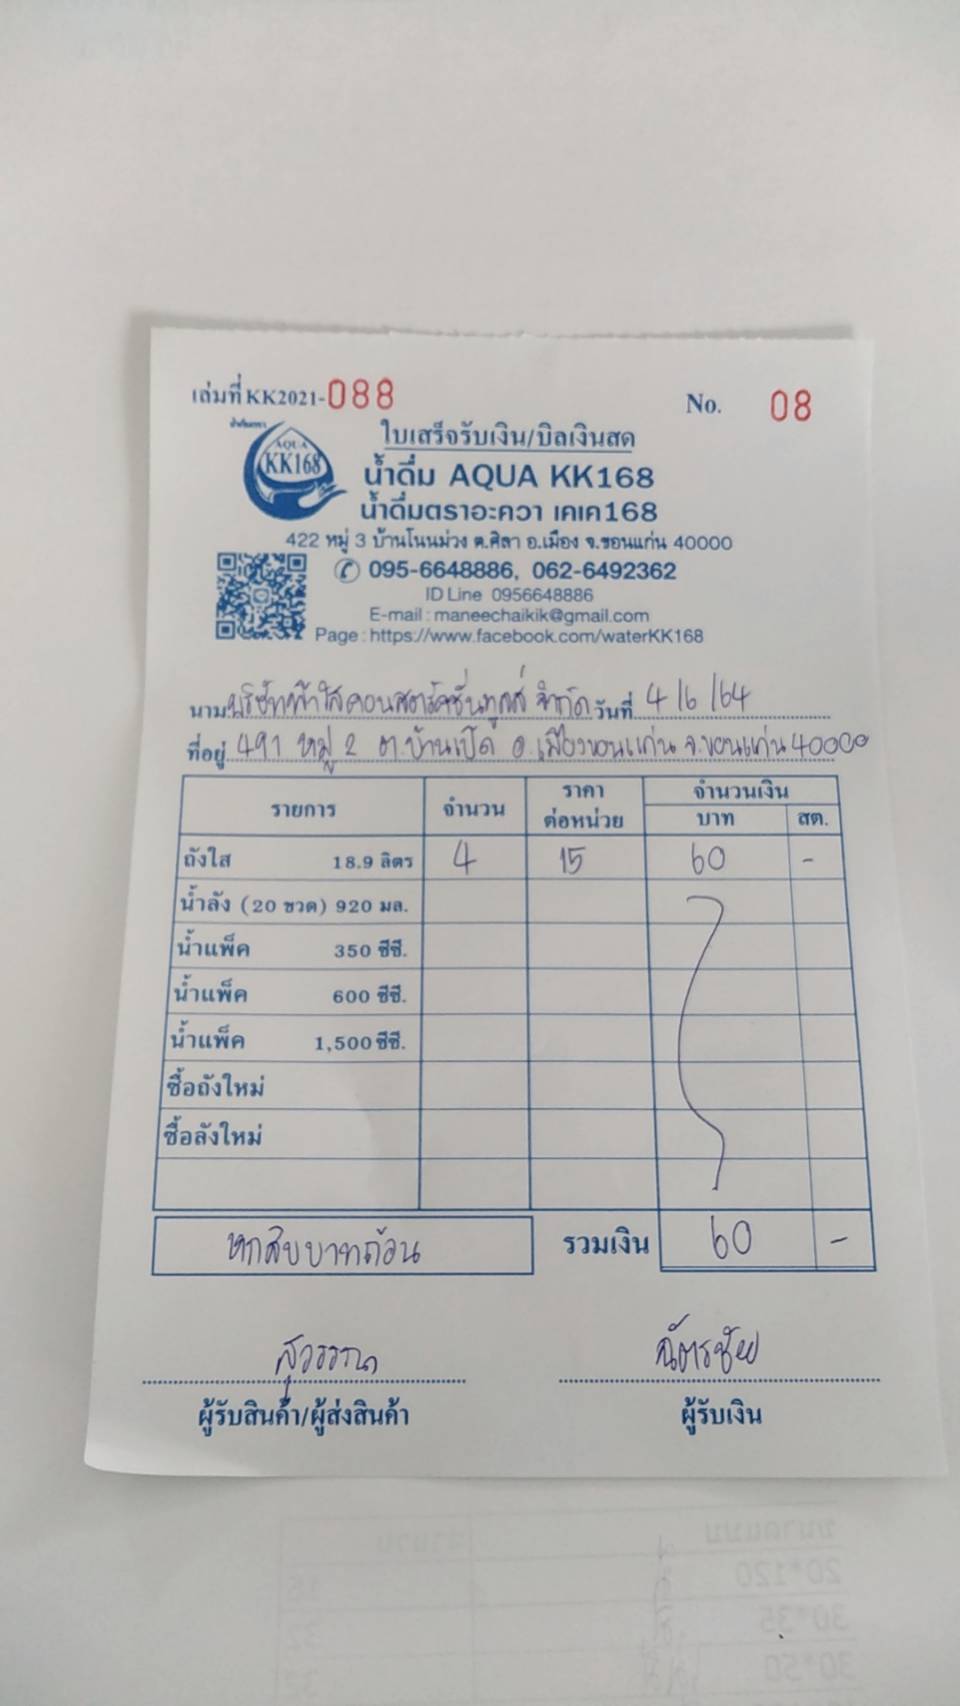 เล่มที่ KK2021-088
No. 08
AQUA
KK168
ใบเสร็จรับเงิน/บิลเงินสด
น้ำดื่ม AQUA KK168
น้ำดื่มตราอะควา เคเค168
422 หมู่ 3 บ้านโนนม่วง ต.ศิลา อ.เมือง จ.ขอนแก่น 40000
095-6648886, 062-6492362
ID Line 0956648886
E-mail : maneechaikik@gmail.com
Page : https://www.facebook.com/waterKK168
นาม บริษัทฟ้าใสคอนสตรัคชั่นทูลส์ จำกัด วันที่ 4/6/64
ที่อยู่ 491 หมู่ 2 ต.บ้านเป็ด อ.เมืองขอนแก่น จ.ขอนแก่น 40000
รายการ จำนวน ราคาต่อหน่วย จำนวนเงิน
บาท สต.
ถังใส 18.9 ลิตร 4 15 60 -
น้ำลัง (20 ขวด) 920 มล.
น้ำแพ็ค 350 ซีซี.
น้ำแพ็ค 600 ซีซี.
น้ำแพ็ค 1,500 ซีซี.
ซื้อถังใหม่
ซื้อลังใหม่
หกสิบบาทถ้วน รวมเงิน 60 -
สุวรรณา ฉัตรชัย
ผู้รับสินค้า/ผู้ส่งสินค้า ผู้รับเงิน